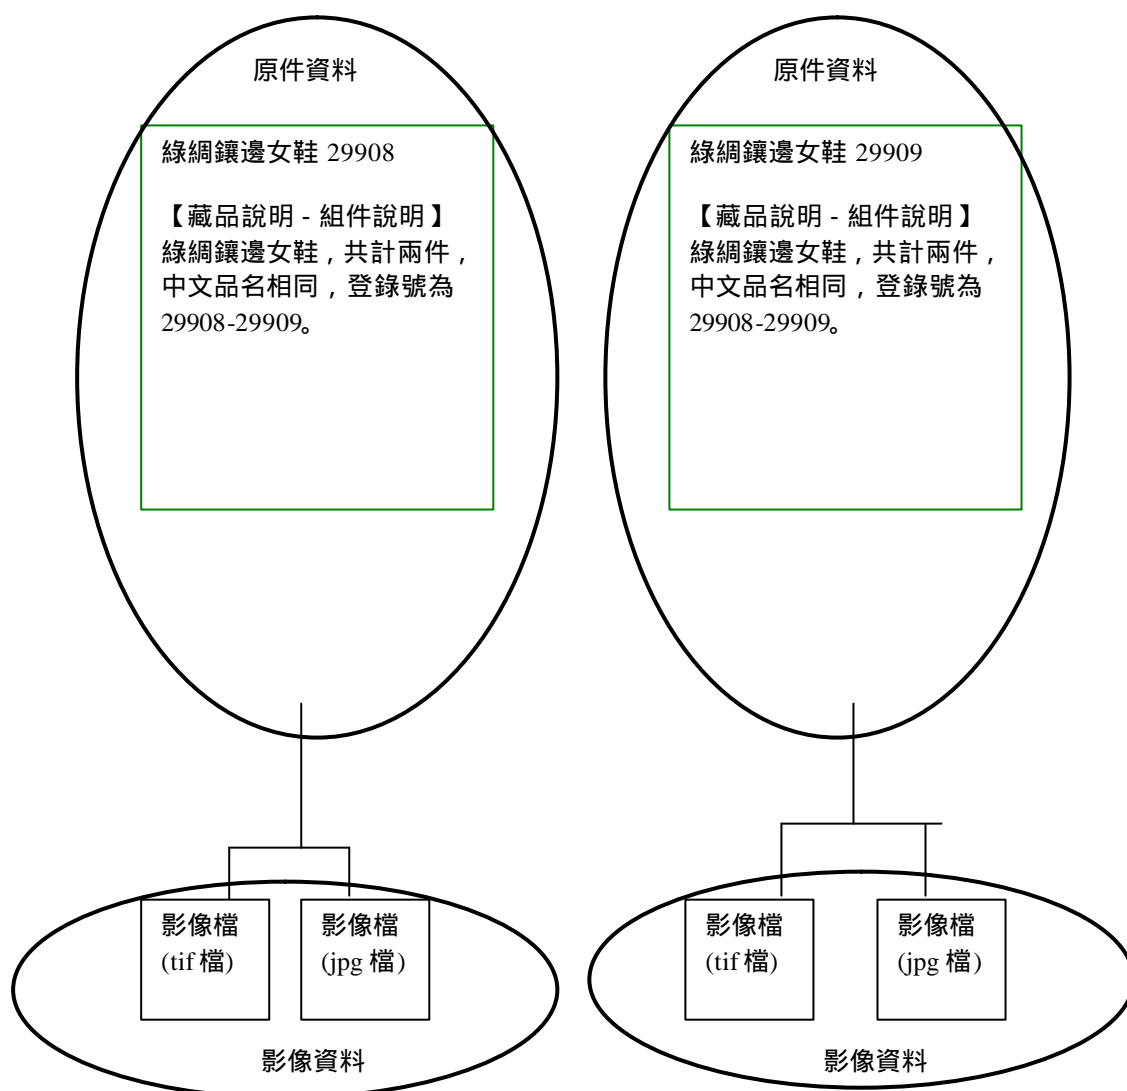 原件資料
綠綢鑲邊女鞋 29908
【藏品說明 - 組件說明】
綠綢鑲邊女鞋，共計兩件，
中文品名相同，登錄號為
29908-29909。
影像檔
(tif 檔)
影像檔
(jpg 檔)
影像資料
原件資料
綠綢鑲邊女鞋 29909
【藏品說明 - 組件說明】
綠綢鑲邊女鞋，共計兩件，
中文品名相同，登錄號為
29908-29909。
影像檔
(tif 檔)
影像檔
(jpg 檔)
影像資料